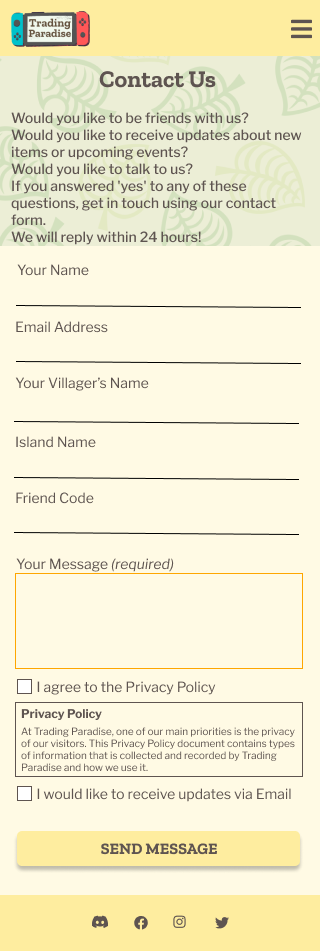 Trading
Paradise
Contact Us
Would you like to be friends with us?
Would you like to receive updates about new
items or upcoming events?
Would you like to talk to us?
If you answered 'yes' to any of these
questions, get in touch using our contact
form.
We will reply within 24 hours!
Your Name
Email Address
Your Villager's Name
Island Name
Friend Code
Your Message (required)
I agree to the Privacy Policy
Privacy Policy
At Trading Paradise, one of our main priorities is the privacy
of our visitors. This Privacy Policy document contains types
of information that is collected and recorded by Trading
Paradise and how we use it.
I would like to receive updates via Email
SEND MESSAGE